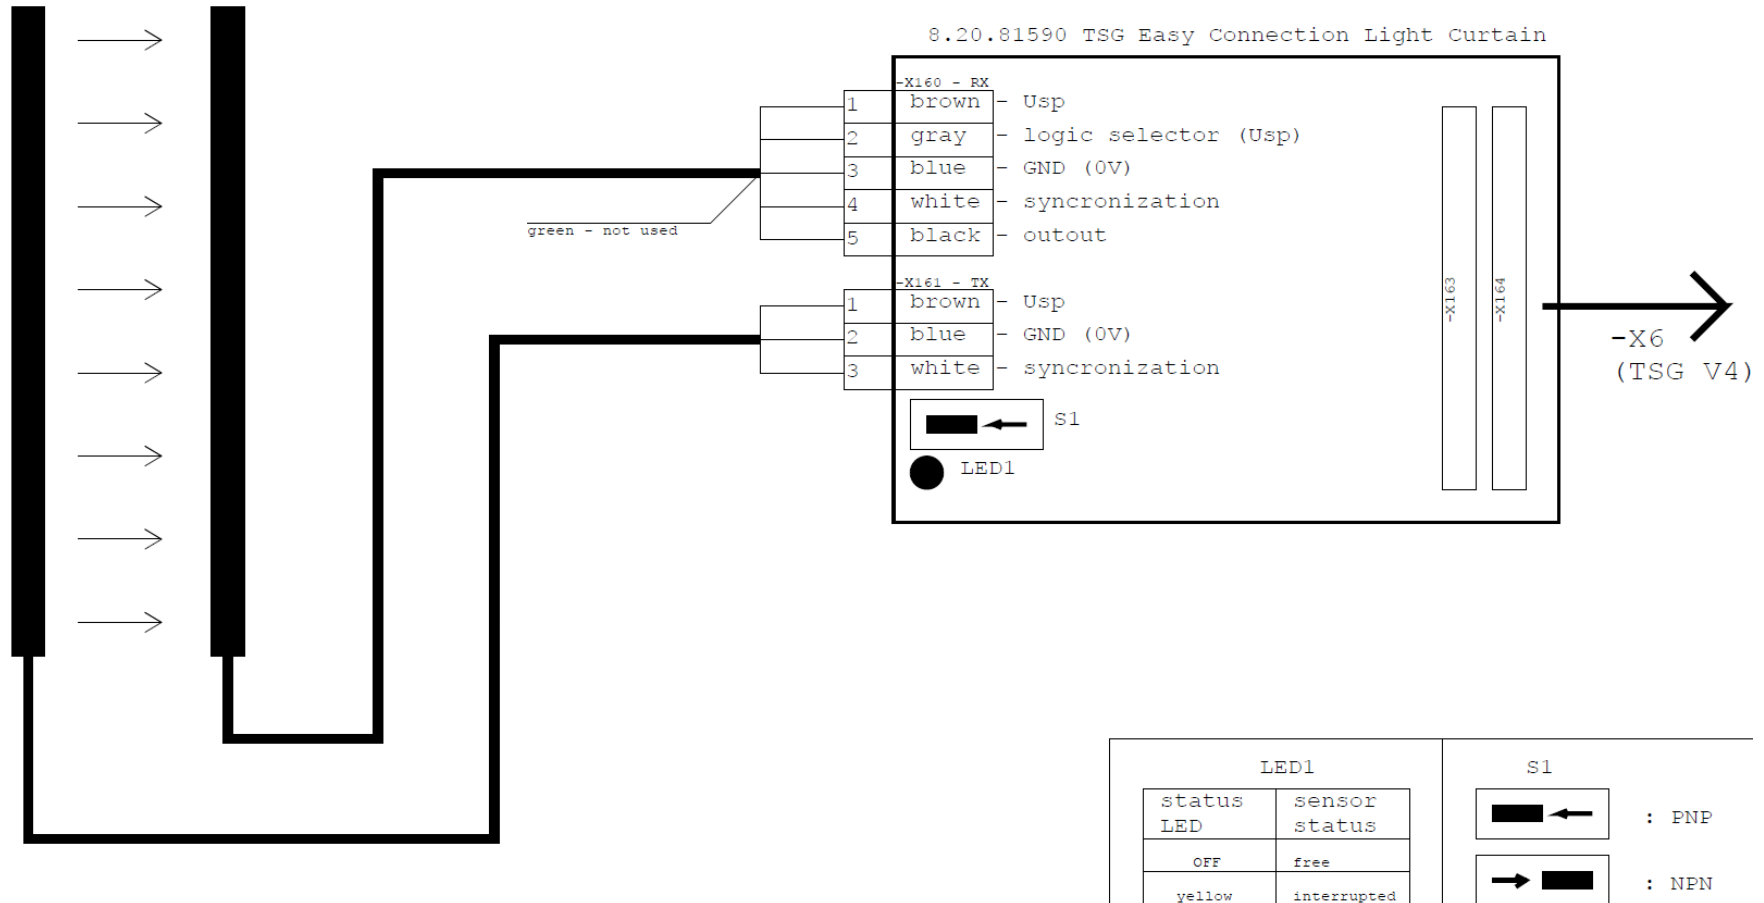 8.20.81590 TSG Easy Connection Light Curtain
-X160 - RX
1 brown - Usp
2 gray - logic selector (Usp)
3 blue - GND (0V)
4 white - syncronization
5 black - outout
green - not used
-X161 - TX
1 brown - Usp
2 blue - GND (0V)
3 white - syncronization
S1
LED1
-X163
-X164
-X6
(TSG V4)
LED1
status LED
sensor status
OFF free
yellow interrupted
S1
: PNP
: NPN